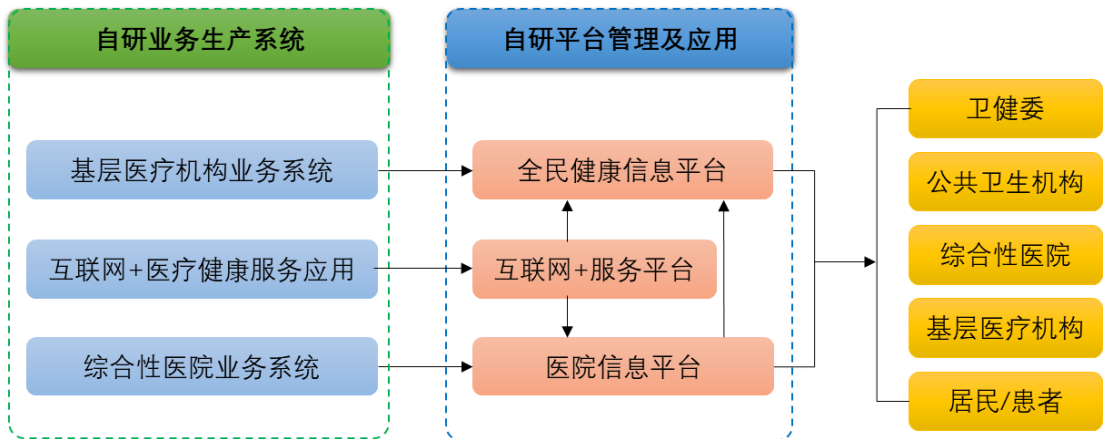 自研业务生产系统
自研平台管理及应用
基层医疗机构业务系统
互联网+医疗健康服务应用
综合性医院业务系统
全民健康信息平台
互联网+服务平台
医院信息平台
卫健委
公共卫生机构
综合性医院
基层医疗机构
居民/患者